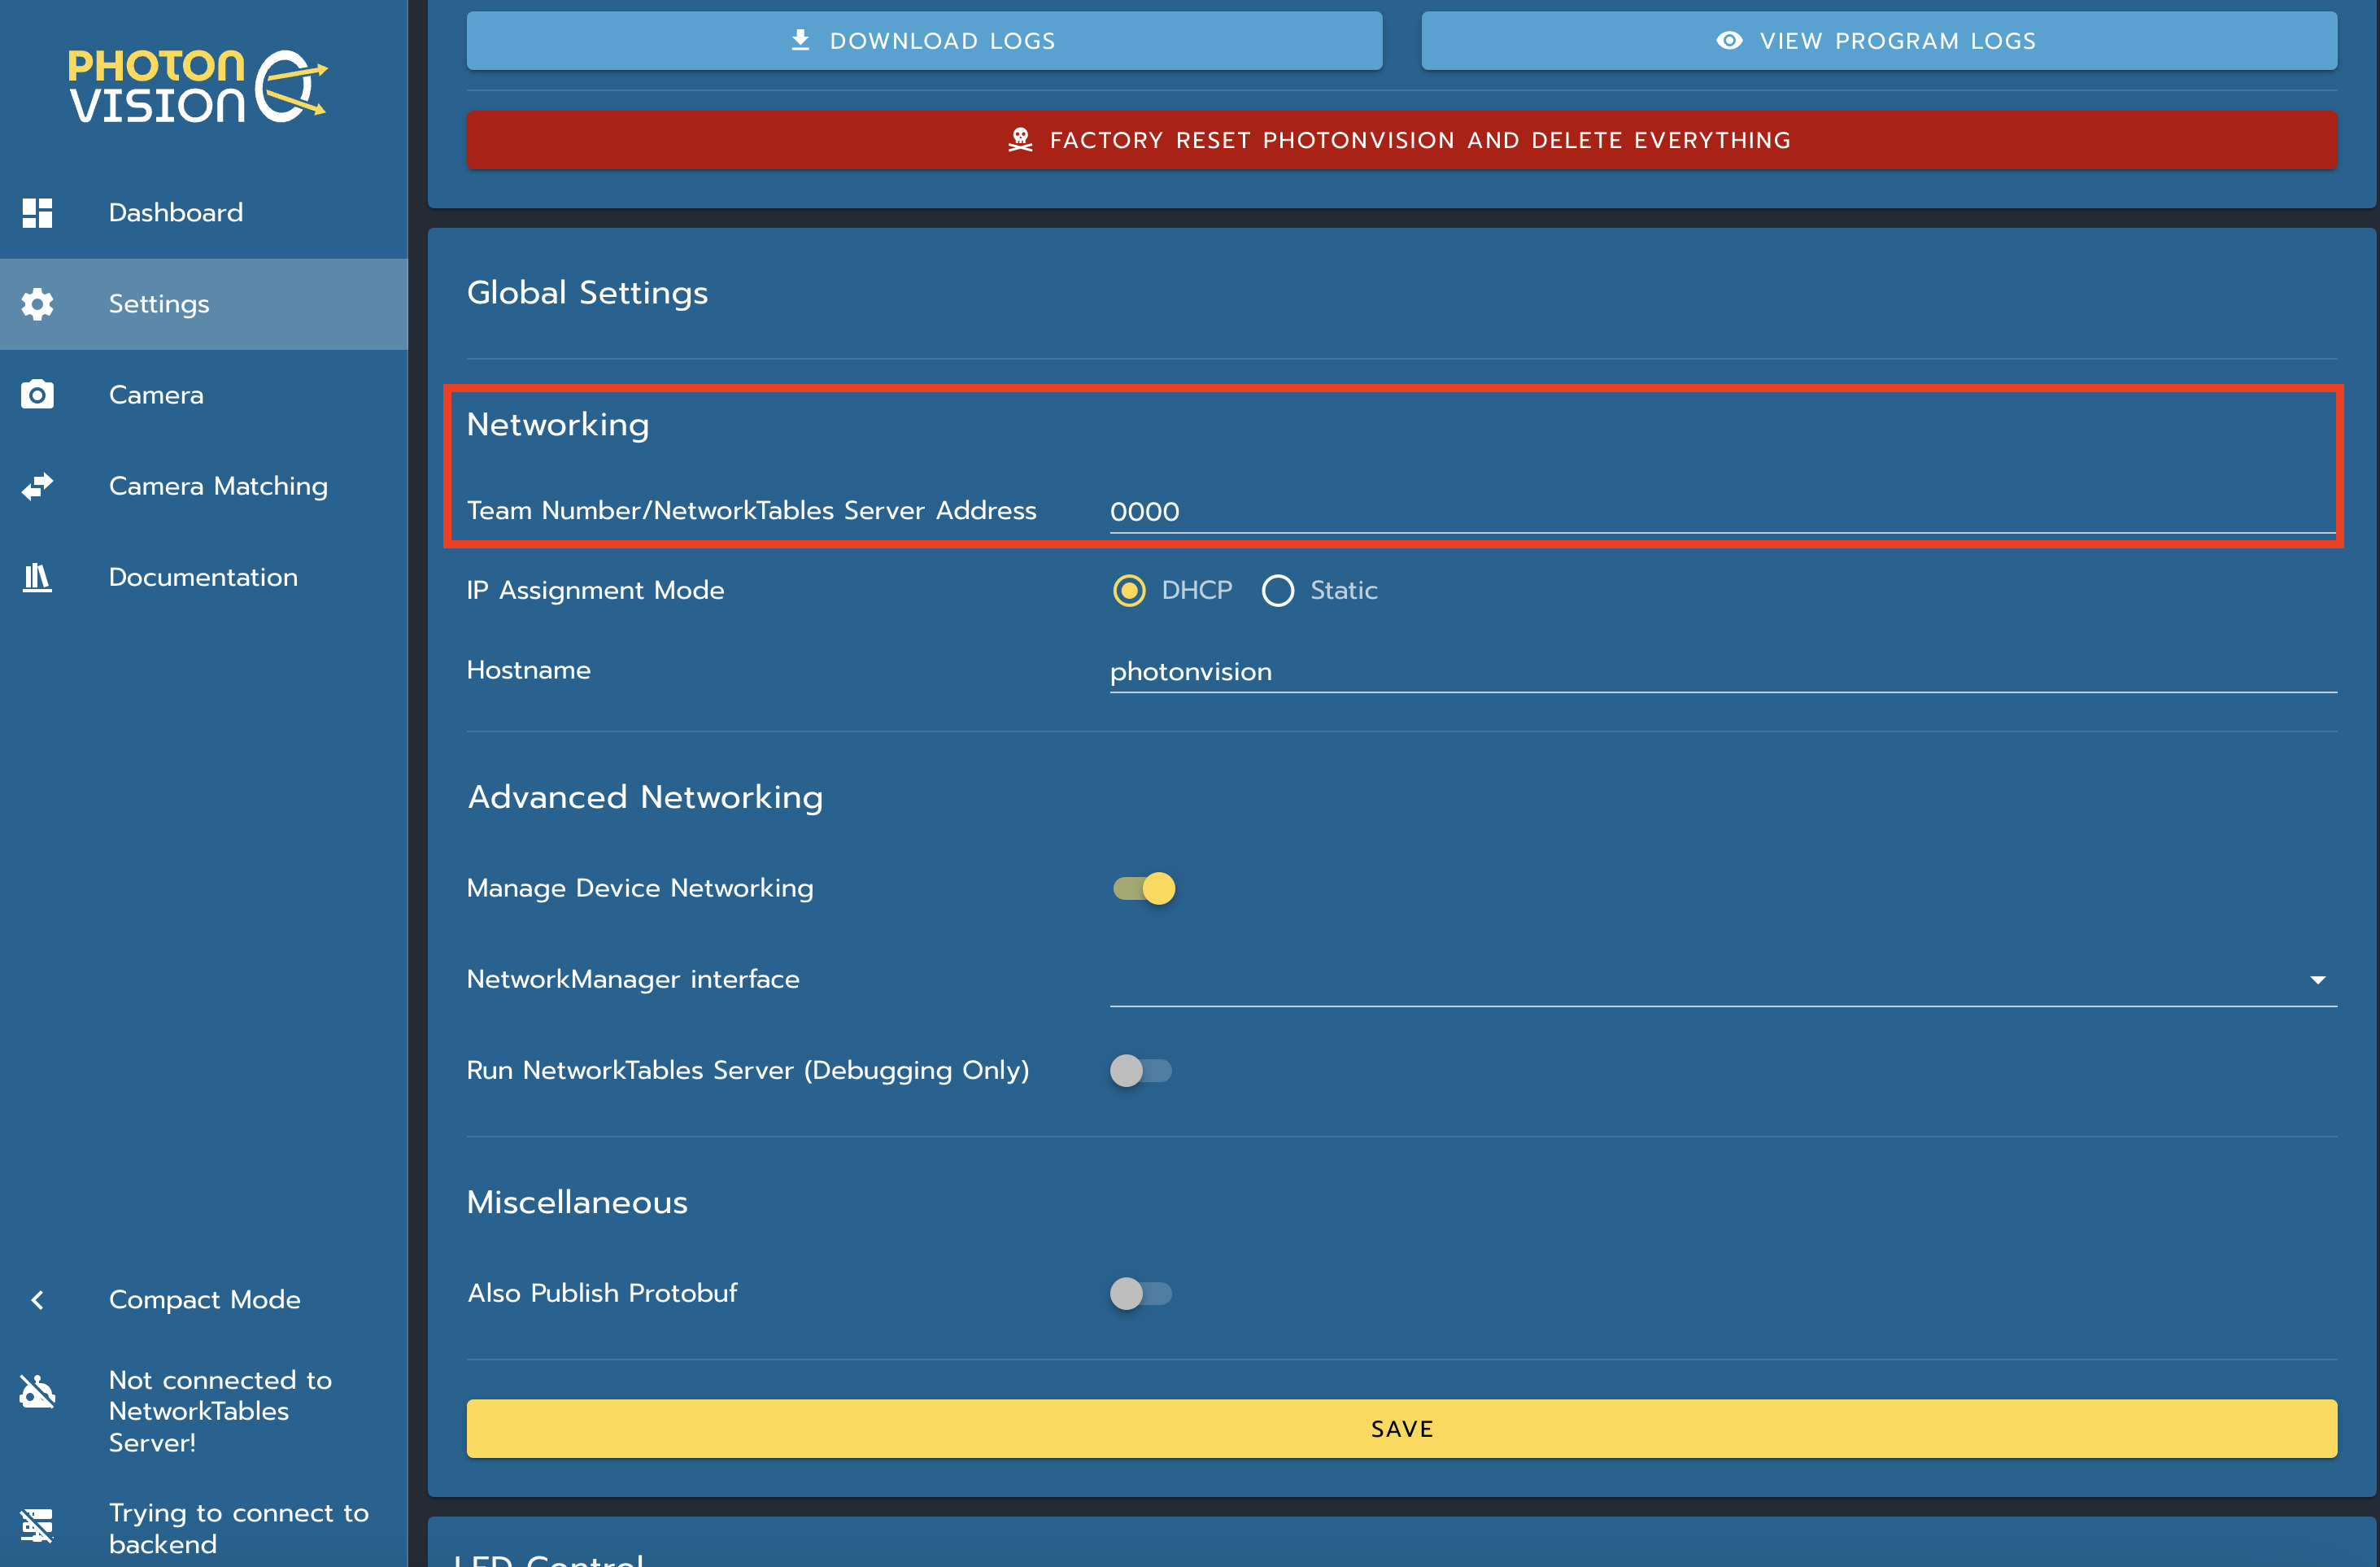 PHOTON
VISION
Dashboard
Settings
Camera
Camera Matching
Documentation
Compact Mode
Not connected to
NetworkTables
Server!
Trying to connect to
backend
DOWNLOAD LOGS
VIEW PROGRAM LOGS
FACTORY RESET PHOTONVISION AND DELETE EVERYTHING
Global Settings
Networking
Team Number/NetworkTables Server Address
0000
IP Assignment Mode
DHCP
Static
Hostname
photonvision
Advanced Networking
Manage Device Networking
NetworkManager interface
Run NetworkTables Server (Debugging Only)
Miscellaneous
Also Publish Protobuf
SAVE
LED Control